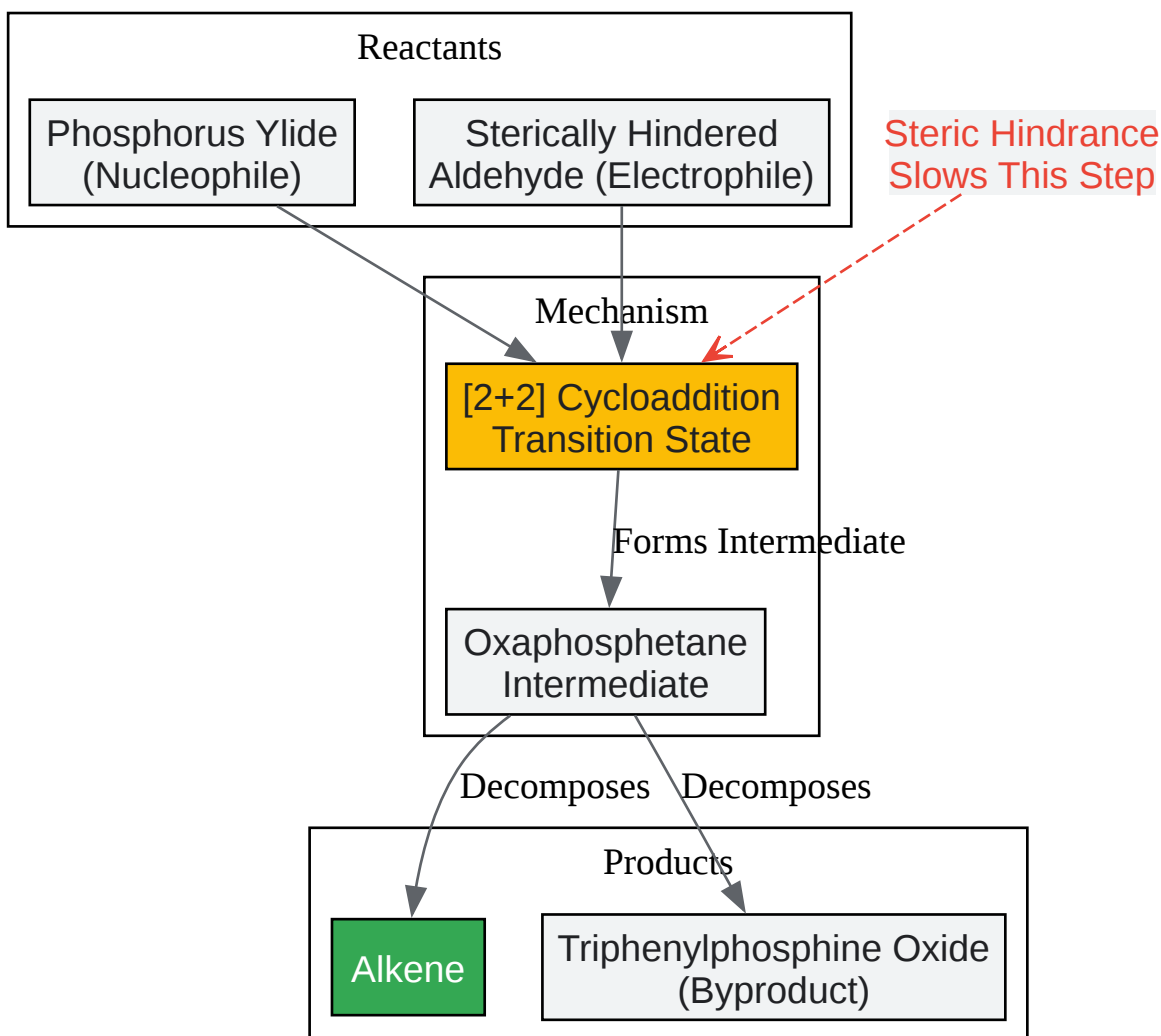 Reactants
Phosphorus Ylide
(Nucleophile)
Sterically Hindered
Aldehyde (Electrophile)
Steric Hindrance
Slows This Step
Mechanism
[2+2] Cycloaddition
Transition State
Forms Intermediate
Oxaphosphetane
Intermediate
Decomposes
Decomposes
Products
Alkene
Triphenylphosphine Oxide
(Byproduct)